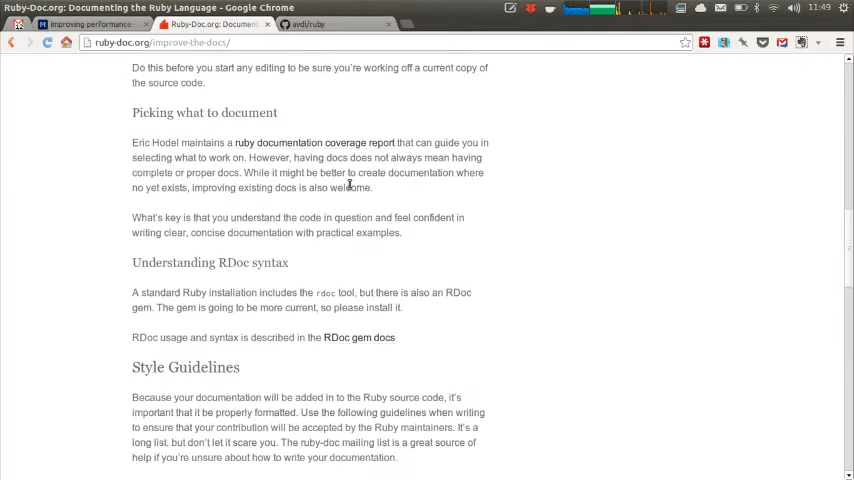 Ruby-Doc.org: Documenting the Ruby Language - Google Chrome
11:49
Improving performance
Ruby-Doc.org: Document
avdi/ruby
ruby-doc.org/improve-the-docs/
Do this before you start any editing to be sure you're working off a current copy of
the source code.
Picking what to document
Eric Hodel maintains a ruby documentation coverage report that can guide you in
selecting what to work on. However, having docs does not always mean having
complete or proper docs. While it might be better to create documentation where
no yet exists, improving existing docs is also welcome.
What's key is that you understand the code in question and feel confident in
writing clear, concise documentation with practical examples.
Understanding RDoc syntax
A standard Ruby installation includes the rdoc tool, but there is also an RDoc
gem. The gem is going to be more current, so please install it.
RDoc usage and syntax is described in the RDoc gem docs
Style Guidelines
Because your documentation will be added in to the Ruby source code, it's
important that it be properly formatted. Use the following guidelines when writing
to ensure that your contribution will be accepted by the Ruby maintainers. It's a
long list, but don't let it scare you. The ruby-doc mailing list is a great source of
help if you're unsure about how to write your documentation.